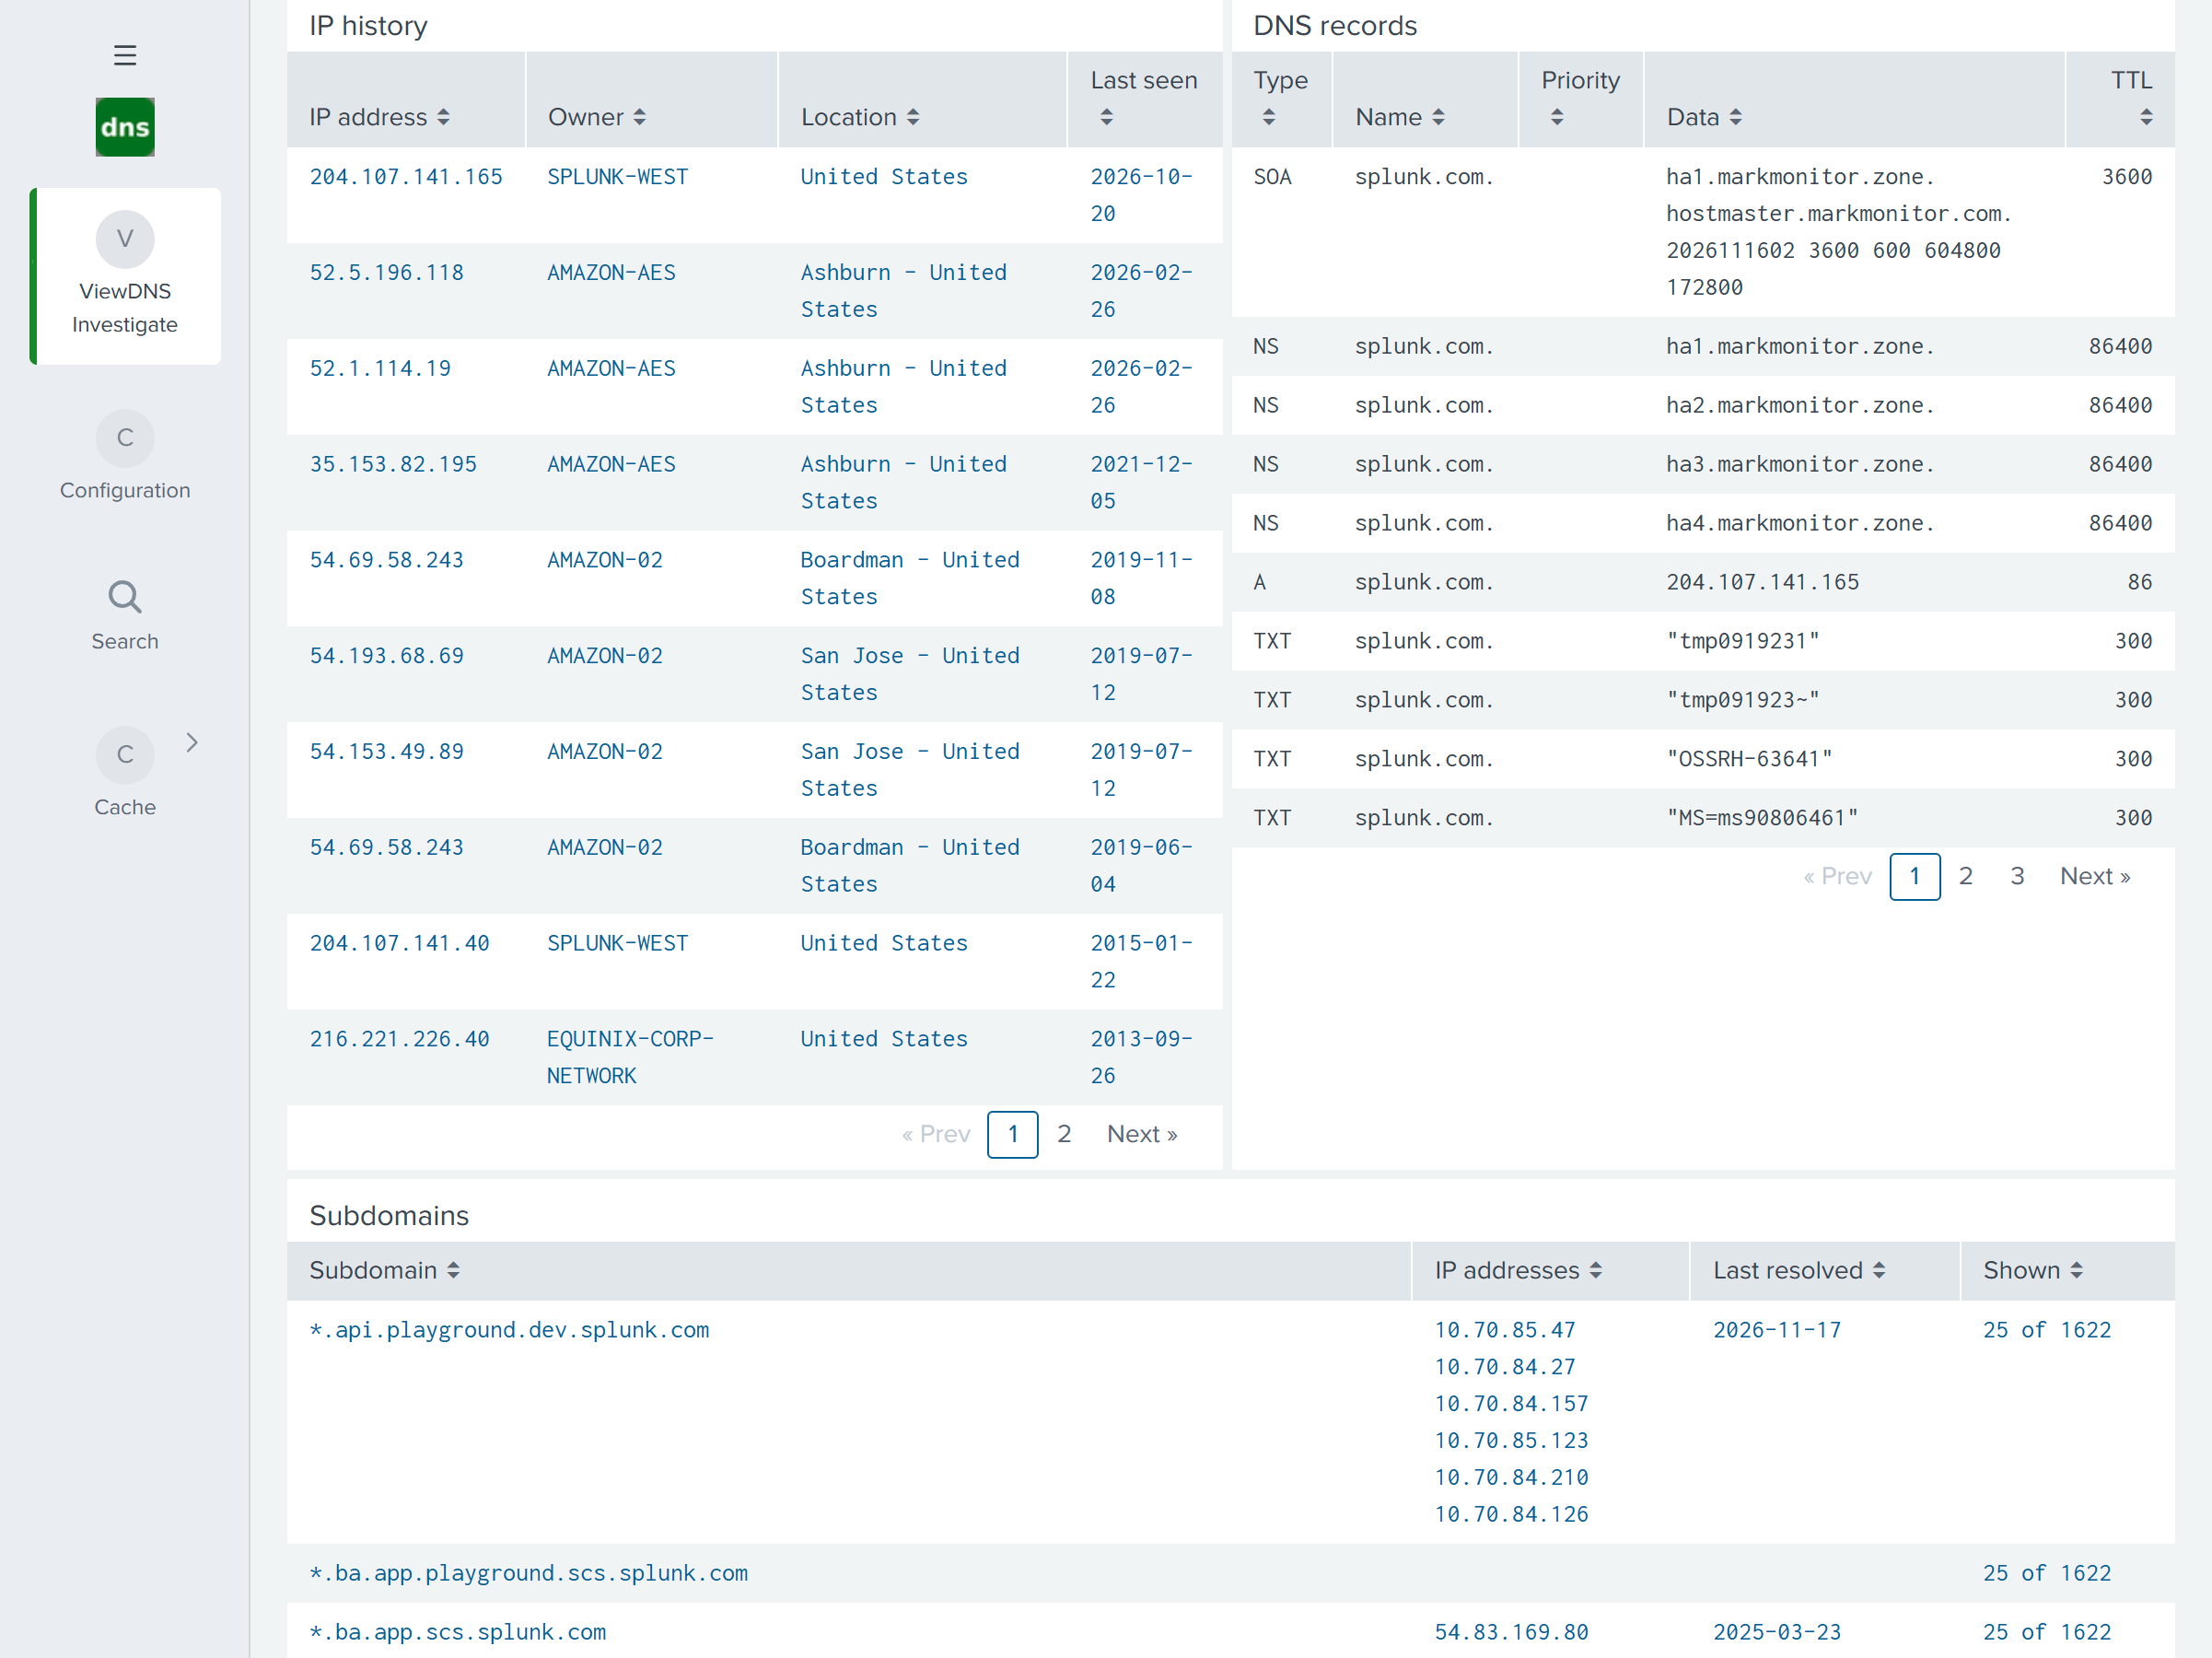 dns
V
ViewDNS
Investigate
C
Configuration
Search
C
Cache
IP history
IP address Owner Location Last seen
204.107.141.165 SPLUNK-WEST United States 2026-10-
20
52.5.196.118 AMAZON-AES Ashburn - United 2026-02-
States 26
52.1.114.19 AMAZON-AES Ashburn - United 2026-02-
States 26
35.153.82.195 AMAZON-AES Ashburn - United 2021-12-
States 05
54.69.58.243 AMAZON-02 Boardman - United 2019-11-
States 08
54.193.68.69 AMAZON-02 San Jose - United 2019-07-
States 12
54.153.49.89 AMAZON-02 San Jose - United 2019-07-
States 12
54.69.58.243 AMAZON-02 Boardman - United 2019-06-
States 04
204.107.141.40 SPLUNK-WEST United States 2015-01-
22
216.221.226.40 EQUINIX-CORP- United States 2013-09-
NETWORK 26
« Prev 1 2 Next »
DNS records
Type Name Priority Data TTL
SOA splunk.com. ha1.markmonitor.zone. 3600
hostmaster.markmonitor.com.
2026111602 3600 600 604800
172800
NS splunk.com. ha1.markmonitor.zone. 86400
NS splunk.com. ha2.markmonitor.zone. 86400
NS splunk.com. ha3.markmonitor.zone. 86400
NS splunk.com. ha4.markmonitor.zone. 86400
A splunk.com. 204.107.141.165 86
TXT splunk.com. "tmp0919231" 300
TXT splunk.com. "tmp091923~" 300
TXT splunk.com. "OSSRH-63641" 300
TXT splunk.com. "MS=ms90806461" 300
« Prev 1 2 3 Next »
Subdomains
Subdomain IP addresses Last resolved Shown
*.api.playground.dev.splunk.com 10.70.85.47 2026-11-17 25 of 1622
10.70.84.27
10.70.84.157
10.70.85.123
10.70.84.210
10.70.84.126
*.ba.app.playground.scs.splunk.com 25 of 1622
*.ba.app.scs.splunk.com 54.83.169.80 2025-03-23 25 of 1622